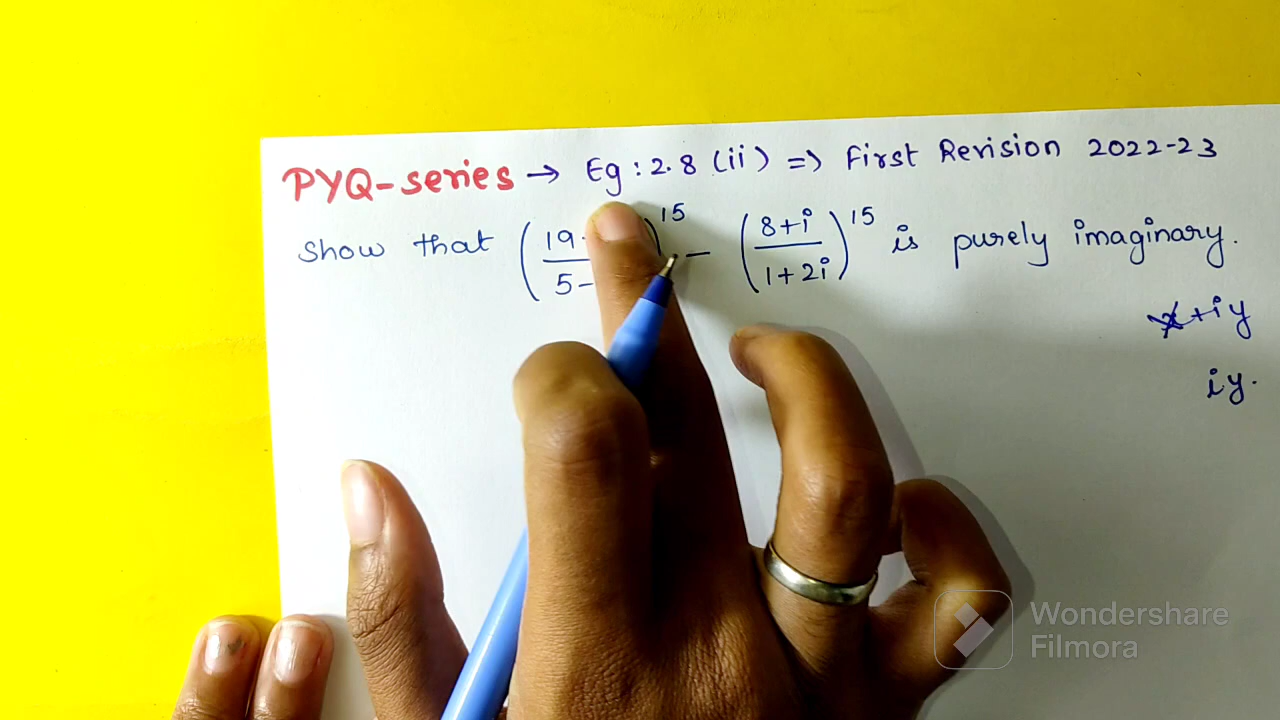 PYQ-series → Eg : 2.8 (ii) => First Revision 2022-23
Show that (19 / 5-)^15 - (8+i / 1+2i)^15 is purely imaginary.
x+iy
iy.
Wondershare
Filmora